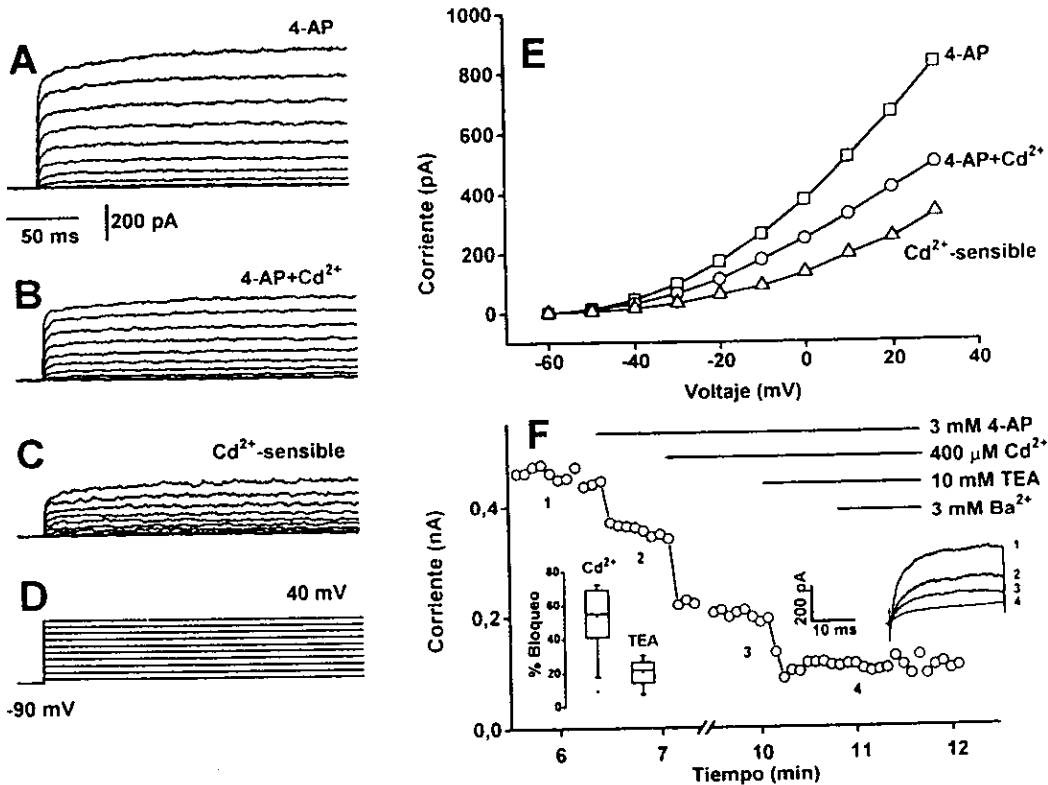 A
4-AP
50 ms
200 pA
B
4-AP+Cd²⁺
C
Cd²⁺-sensible
D
40 mV
-90 mV
E
1000
800
600
400
200
0
Corriente (pA)
-60
-40
-20
0
20
40
Voltaje (mV)
4-AP
4-AP+Cd²⁺
Cd²⁺-sensible
F
3 mM 4-AP
400 µM Cd²⁺
10 mM TEA
3 mM Ba²⁺
0,4
0,2
0,0
Corriente (nA)
1
2
3
4
80
60
40
20
0
% Bloqueo
Cd²⁺
TEA
200 pA
10 ms
1
2
3
4
6
7
10
11
12
Tiempo (min)